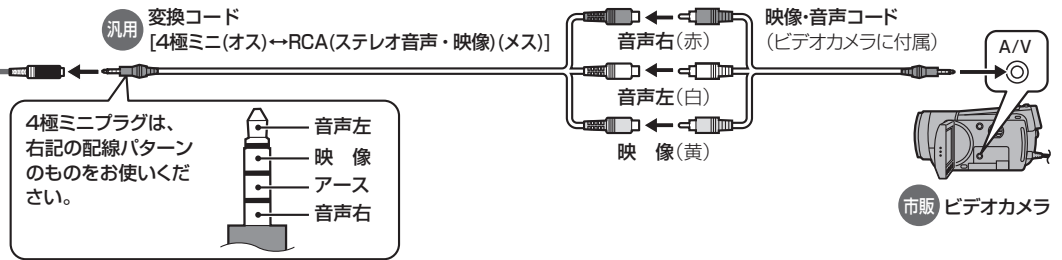 汎用 変換コード
[4極ミニ(オス)↔RCA(ステレオ音声・映像)(メス)]
音声右(赤)
音声左(白)
映 像(黄)
映像・音声コード
(ビデオカメラに付属)
A/V
市販 ビデオカメラ
4極ミニプラグは、
右記の配線パターン
のものをお使いくだ
さい。
音声左
映 像
アース
音声右